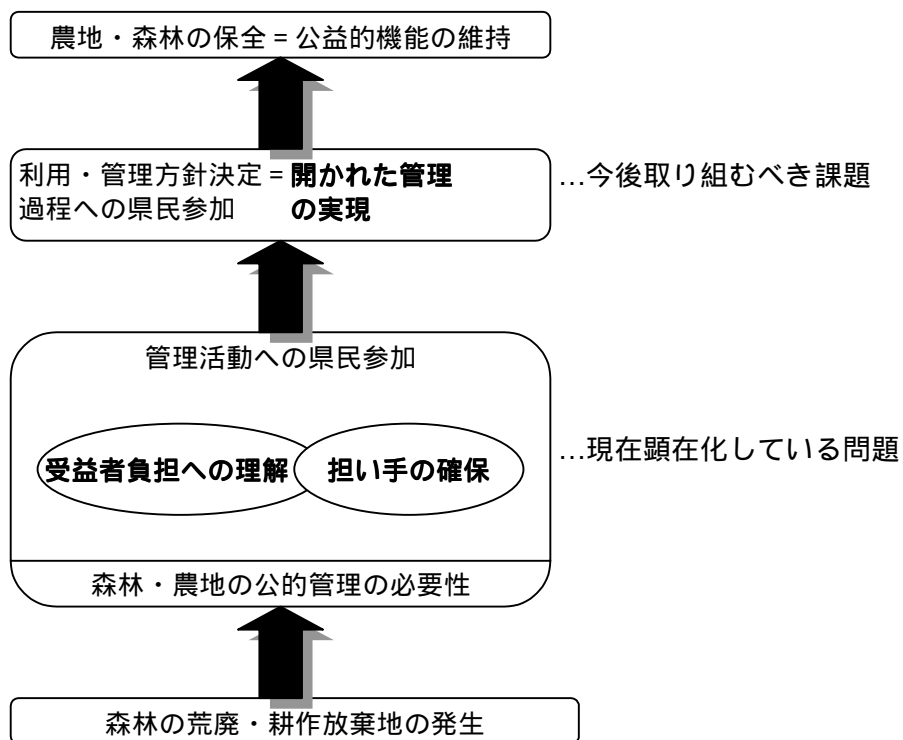 農地・森林の保全 = 公益的機能の維持
利用・管理方針決定 = 開かれた管理
過程への県民参加 の実現
…今後取り組むべき課題
管理活動への県民参加
受益者負担への理解 担い手の確保
…現在顕在化している問題
森林・農地の公的管理の必要性
森林の荒廃・耕作放棄地の発生